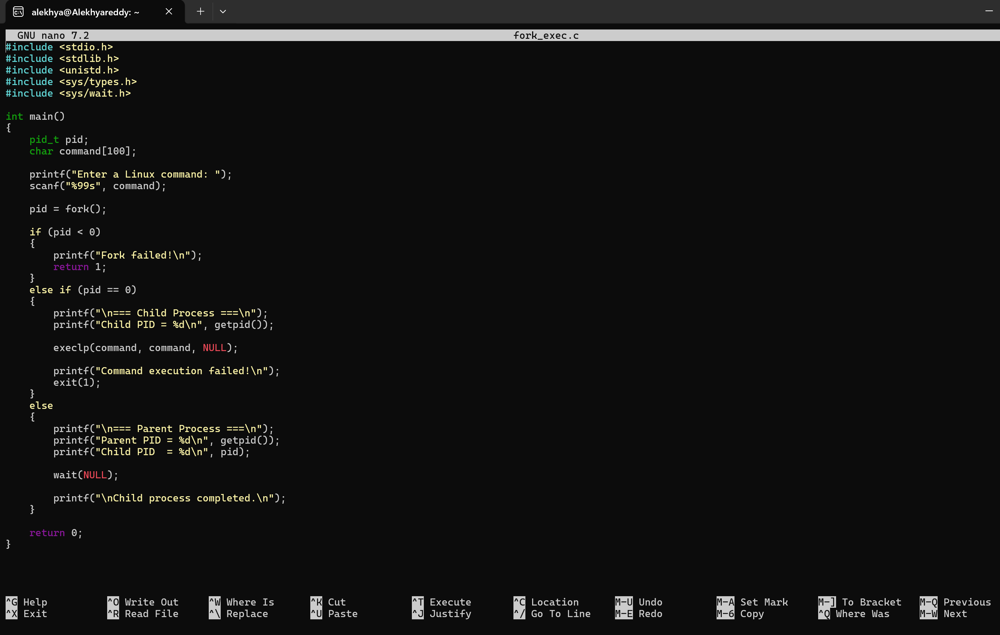 alekhya@Alekhyareddy: ~
GNU nano 7.2 fork_exec.c
#include <stdio.h>
#include <stdlib.h>
#include <unistd.h>
#include <sys/types.h>
#include <sys/wait.h>

int main()
{
    pid_t pid;
    char command[100];

    printf("Enter a Linux command: ");
    scanf("%99s", command);

    pid = fork();

    if (pid < 0)
    {
        printf("Fork failed!\n");
        return 1;
    }
    else if (pid == 0)
    {
        printf("\n=== Child Process ===\n");
        printf("Child PID = %d\n", getpid());

        execlp(command, command, NULL);

        printf("Command execution failed!\n");
        exit(1);
    }
    else
    {
        printf("\n=== Parent Process ===\n");
        printf("Parent PID = %d\n", getpid());
        printf("Child PID  = %d\n", pid);

        wait(NULL);

        printf("\nChild process completed.\n");
    }

    return 0;
}

^G Help ^O Write Out ^W Where Is ^K Cut ^T Execute ^C Location M-U Undo M-A Set Mark M-] To Bracket M-Q Previous
^X Exit ^R Read File ^\ Replace ^U Paste ^J Justify ^/ Go To Line M-E Redo M-6 Copy ^Q Where Was M-W Next